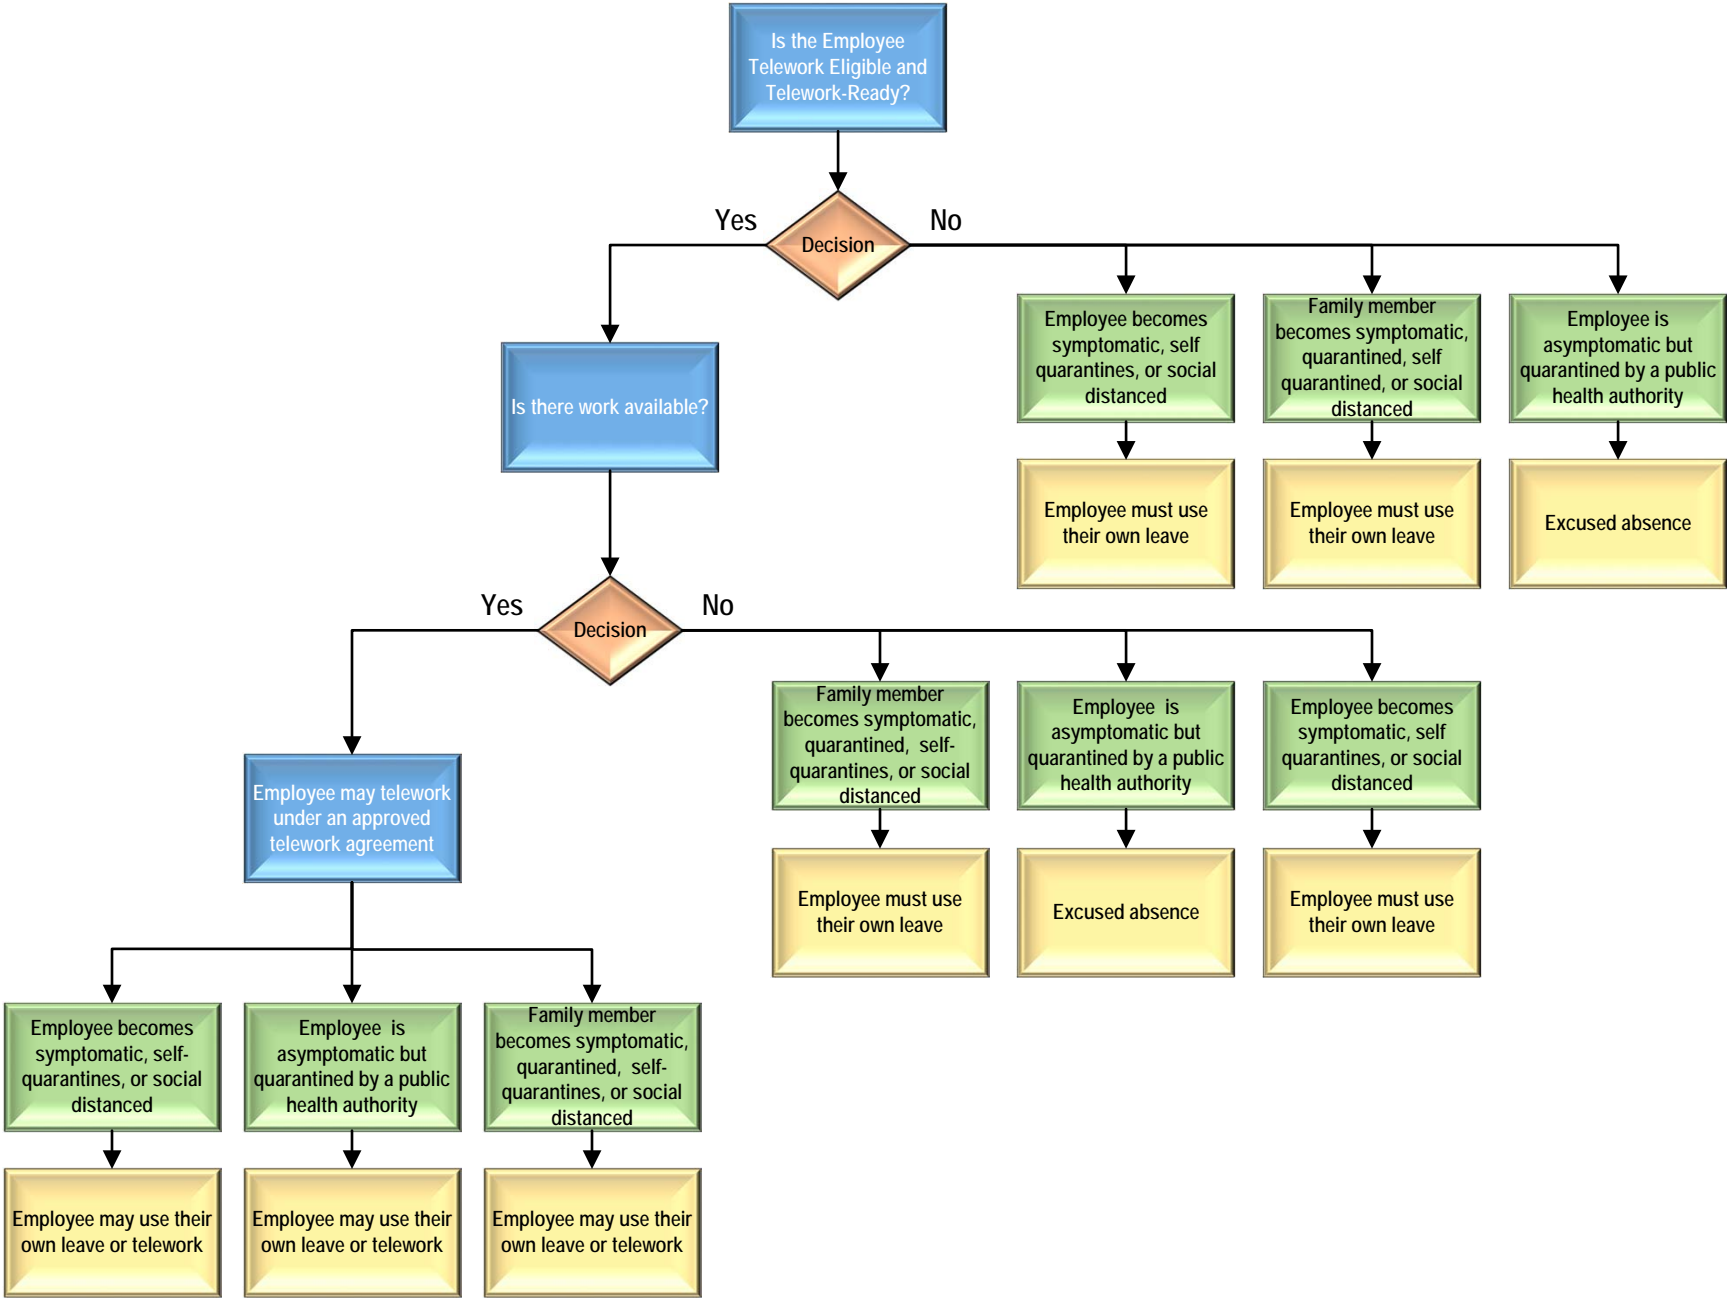 Is the Employee
Telework Eligible and
Telework-Ready?
Yes
No
Decision
Employee becomes
symptomatic, self
quarantines, or social
distanced
Family member
becomes symptomatic,
quarantined, self
quarantined, or social
distanced
Employee is
asymptomatic but
quarantined by a public
health authority
Is there work available?
Employee must use
their own leave
Employee must use
their own leave
Excused absence
Yes
No
Decision
Family member
becomes symptomatic,
quarantined, self-
quarantines, or social
distanced
Employee is
asymptomatic but
quarantined by a public
health authority
Employee becomes
symptomatic, self
quarantines, or social
distanced
Employee may telework
under an approved
telework agreement
Employee must use
their own leave
Excused absence
Employee must use
their own leave
Employee becomes
symptomatic, self-
quarantines, or social
distanced
Employee is
asymptomatic but
quarantined by a public
health authority
Family member
becomes symptomatic,
quarantined, self-
quarantines, or social
distanced
Employee may use their
own leave or telework
Employee may use their
own leave or telework
Employee may use their
own leave or telework